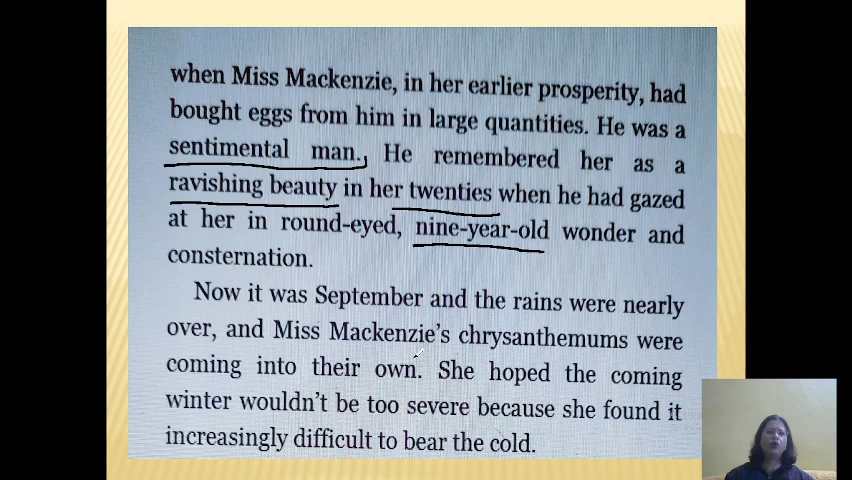 when Miss Mackenzie, in her earlier prosperity, had
bought eggs from him in large quantities. He was a
sentimental man. He remembered her as a
ravishing beauty in her twenties when he had gazed
at her in round-eyed, nine-year-old wonder and
consternation.
Now it was September and the rains were nearly
over, and Miss Mackenzie's chrysanthemums were
coming into their own. She hoped the coming
winter wouldn't be too severe because she found it
increasingly difficult to bear the cold.